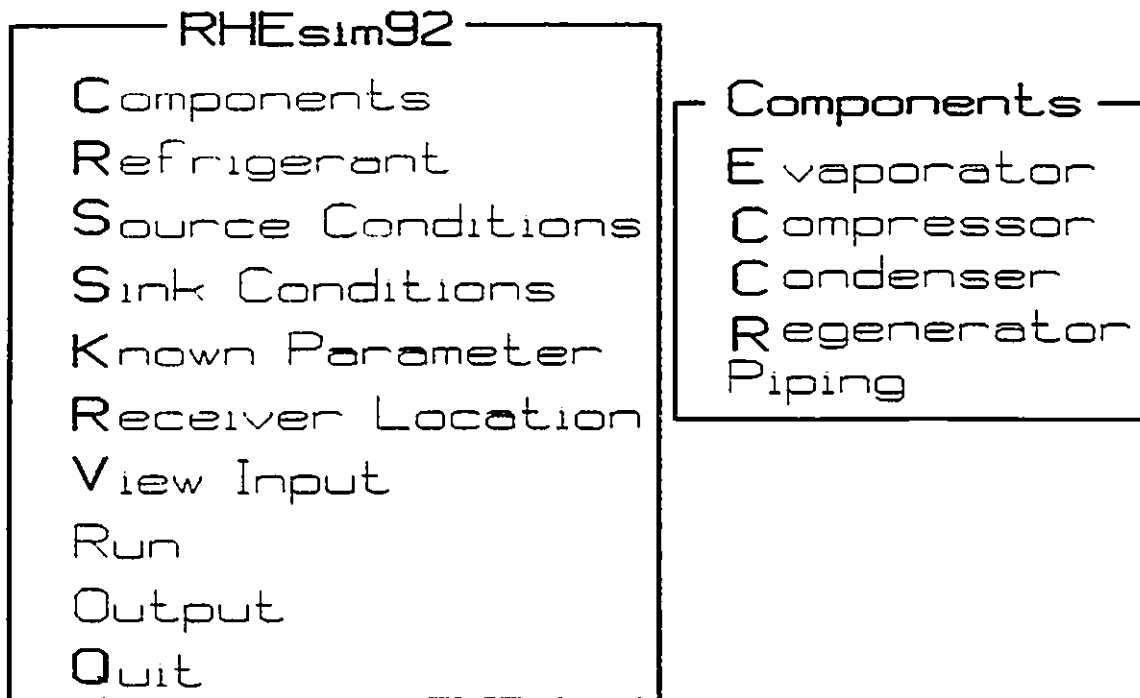 RHEsim92
Components
Refrigerant
Source Conditions
Sink Conditions
Known Parameter
Receiver Location
View Input
Run
Output
Quit
Components
Evaporator
Compressor
Condenser
Regenerator
Piping